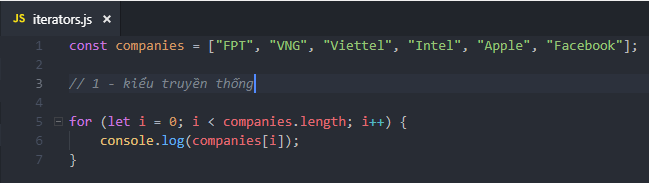 JS iterators.js ×
1 const companies = ["FPT", "VNG", "Viettel", "Intel", "Apple", "Facebook"];
2
3 // 1 - kiểu truyền thống
4
5 for (let i = 0; i < companies.length; i++) {
6     console.log(companies[i]);
7 }